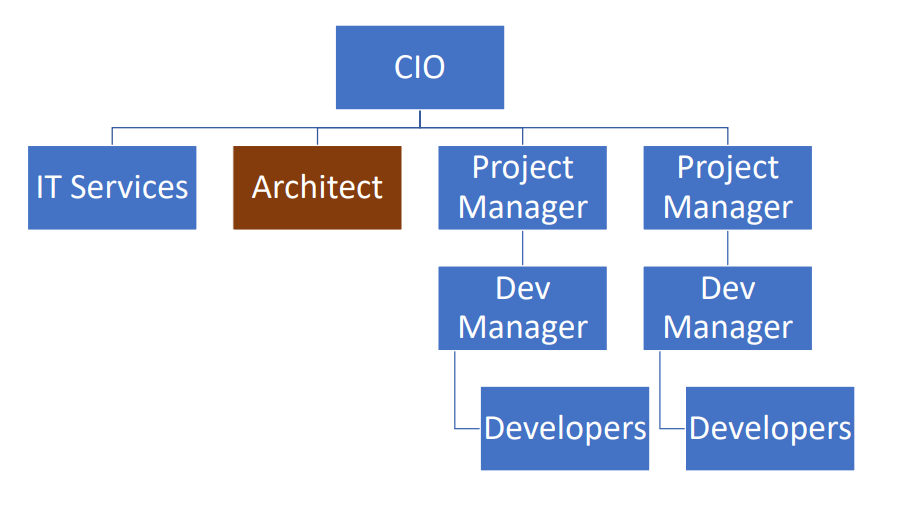 CIO
IT Services
Architect
Project
Manager
Project
Manager
Dev
Manager
Dev
Manager
Developers
Developers